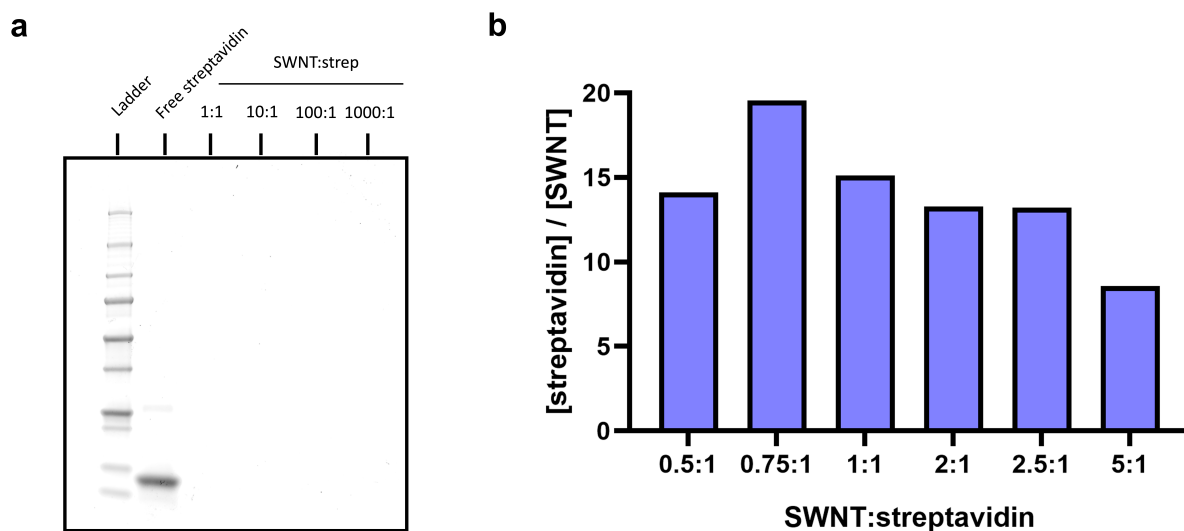 a
Ladder
Free streptavidin
SWNT:strep
1:1 10:1 100:1 1000:1
b
[streptavidin] / [SWNT]
20
15
10
5
0
0.5:1 0.75:1 1:1 2:1 2.5:1 5:1
SWNT:streptavidin